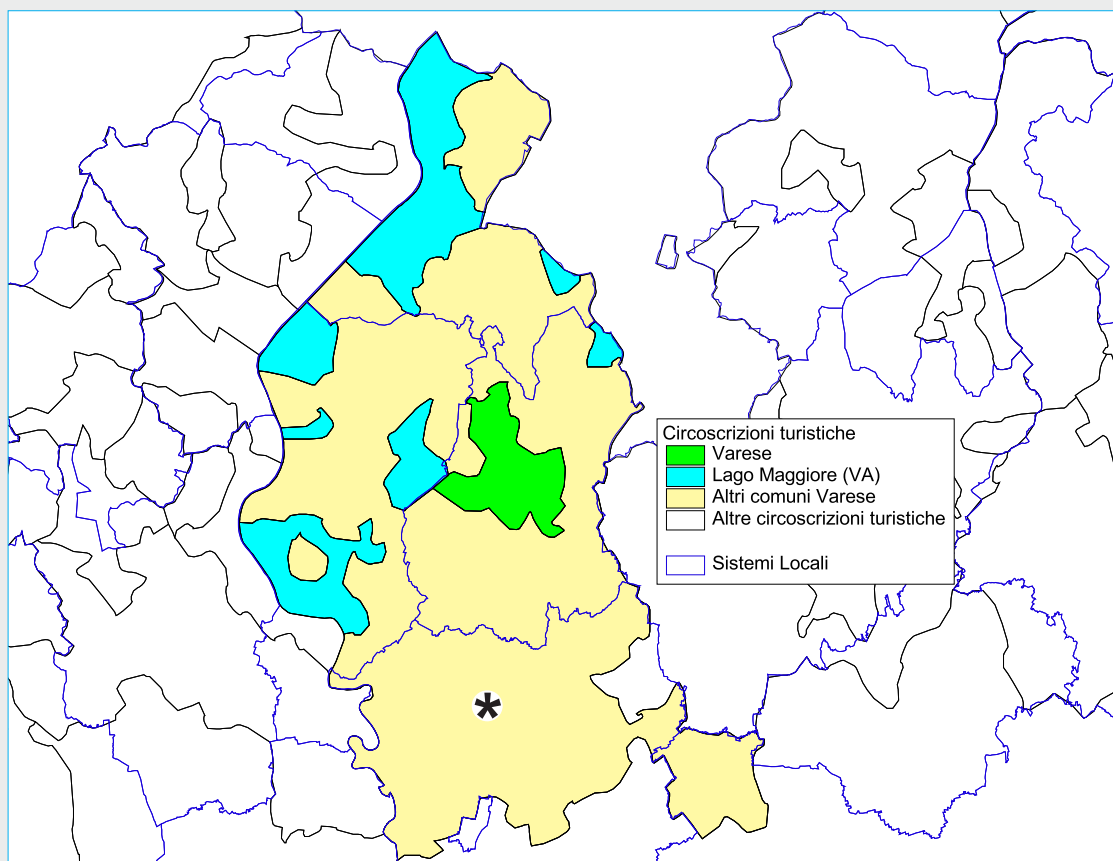 Circoscrizioni turistiche
Varese
Lago Maggiore (VA)
Altri comuni Varese
Altre circoscrizioni turistiche
Sistemi Locali
*